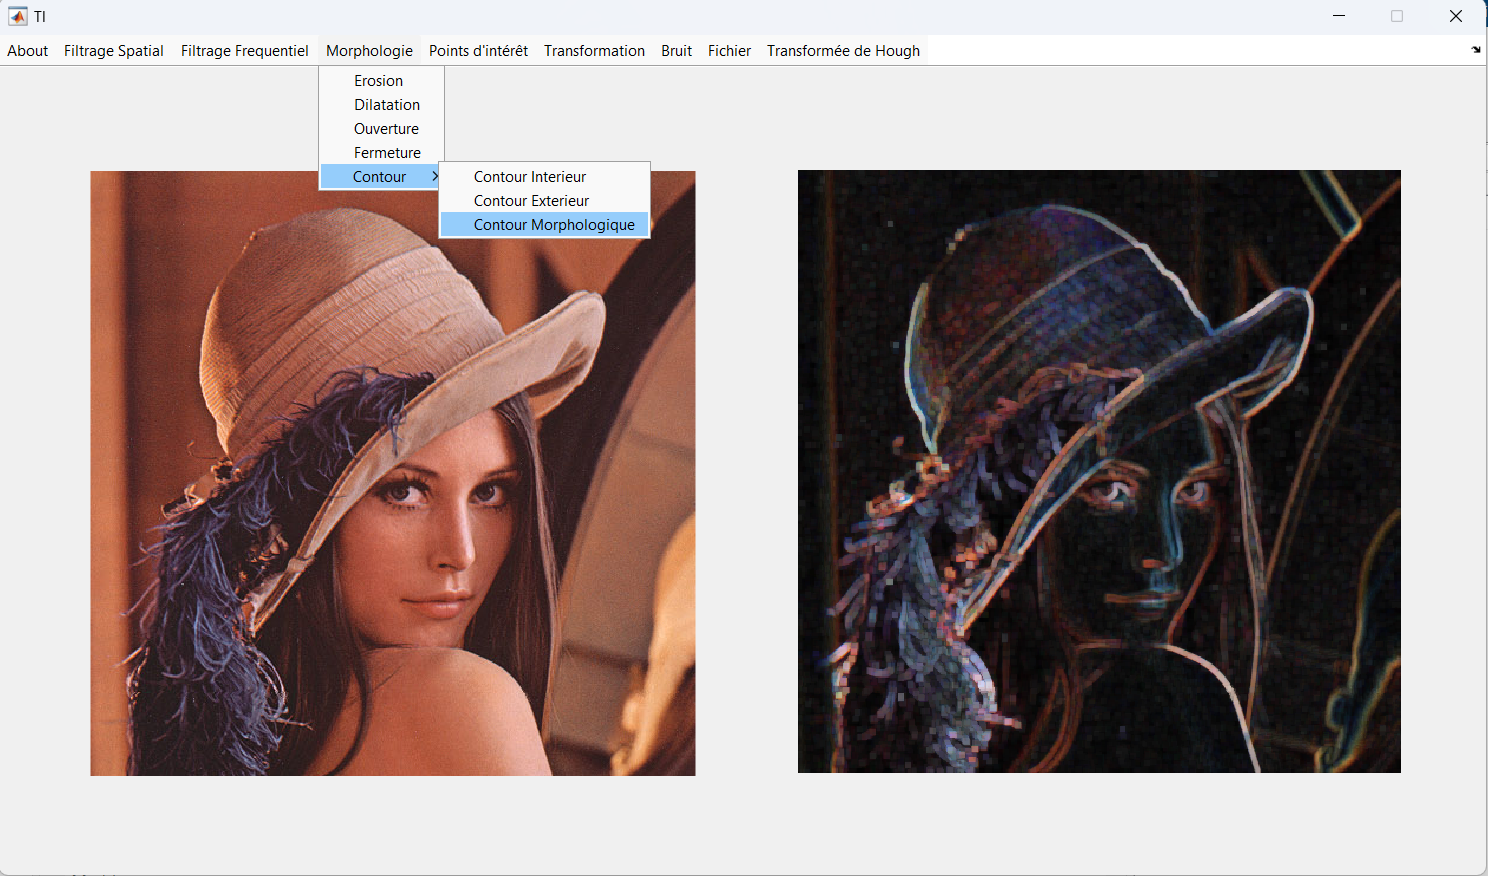 TI
About Filtrage Spatial Filtrage Frequentiel Morphologie Points d'intérêt Transformation Bruit Fichier Transformée de Hough
Erosion
Dilatation
Ouverture
Fermeture
Contour
Contour Interieur
Contour Exterieur
Contour Morphologique